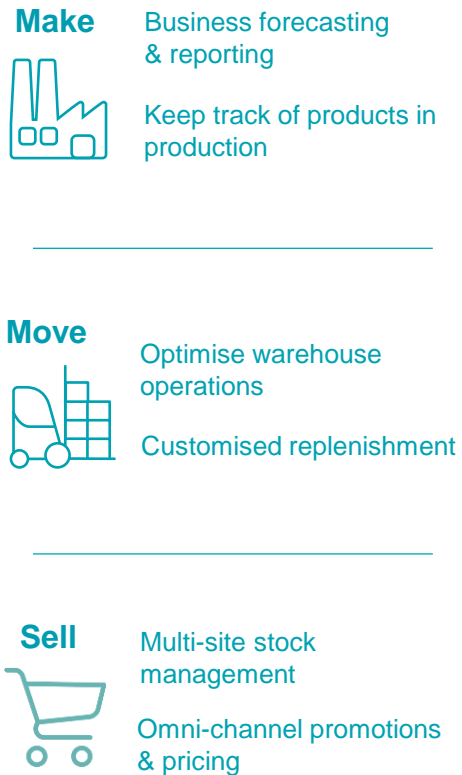 Make
Business forecasting
& reporting
Keep track of products in
production
Move
Optimise warehouse
operations
Customised replenishment
Sell
Multi-site stock
management
Omni-channel promotions
& pricing